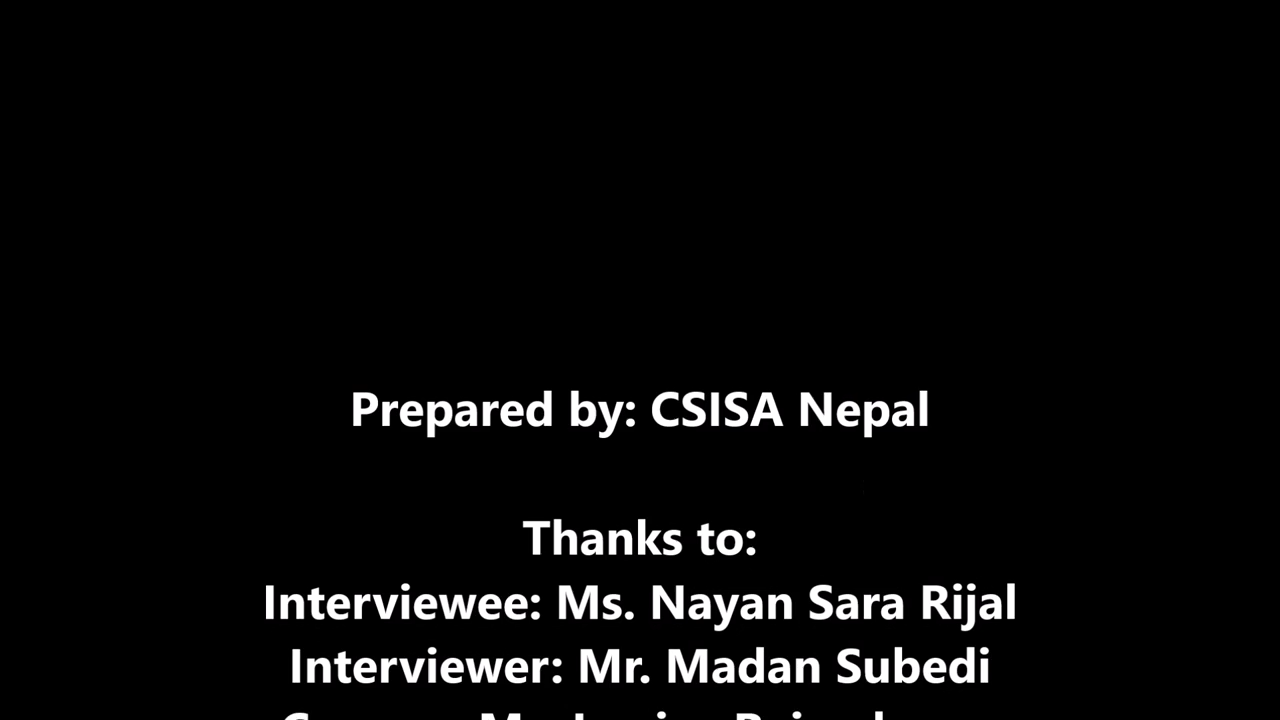 Prepared by: CSISA Nepal
Thanks to:
Interviewee: Ms. Nayan Sara Rijal
Interviewer: Mr. Madan Subedi